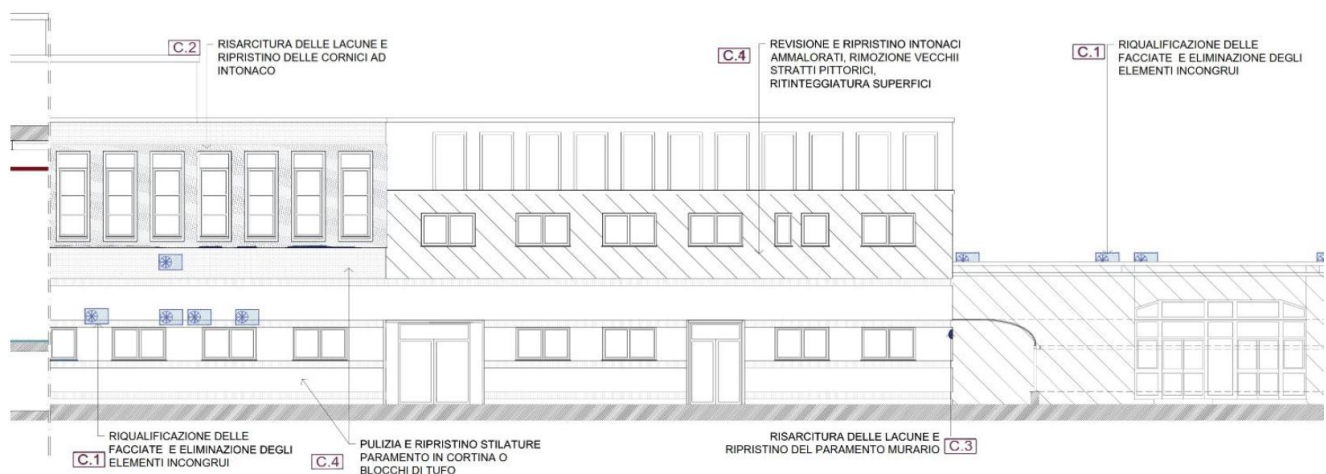 C.2
RISARCITURA DELLE LACUNE E
RIPRISTINO DELLE CORNICI AD
INTONACO
C.4
REVISIONE E RIPRISTINO INTONACI
AMMALORATI, RIMOZIONE VECCHII
STRATTI PITTORICI,
RITINTEGGIATURA SUPERFICI
C.1
RIQUALIFICAZIONE DELLE
FACCIATE E ELIMINAZIONE DEGLI
ELEMENTI INCONGRUI
C.1
RIQUALIFICAZIONE DELLE
FACCIATE E ELIMINAZIONE DEGLI
ELEMENTI INCONGRUI
C.4
PULIZIA E RIPRISTINO STILATURE
PARAMENTO IN CORTINA O
BLOCCHI DI TUFO
RISARCITURA DELLE LACUNE E
RIPRISTINO DEL PARAMENTO MURARIO
C.3